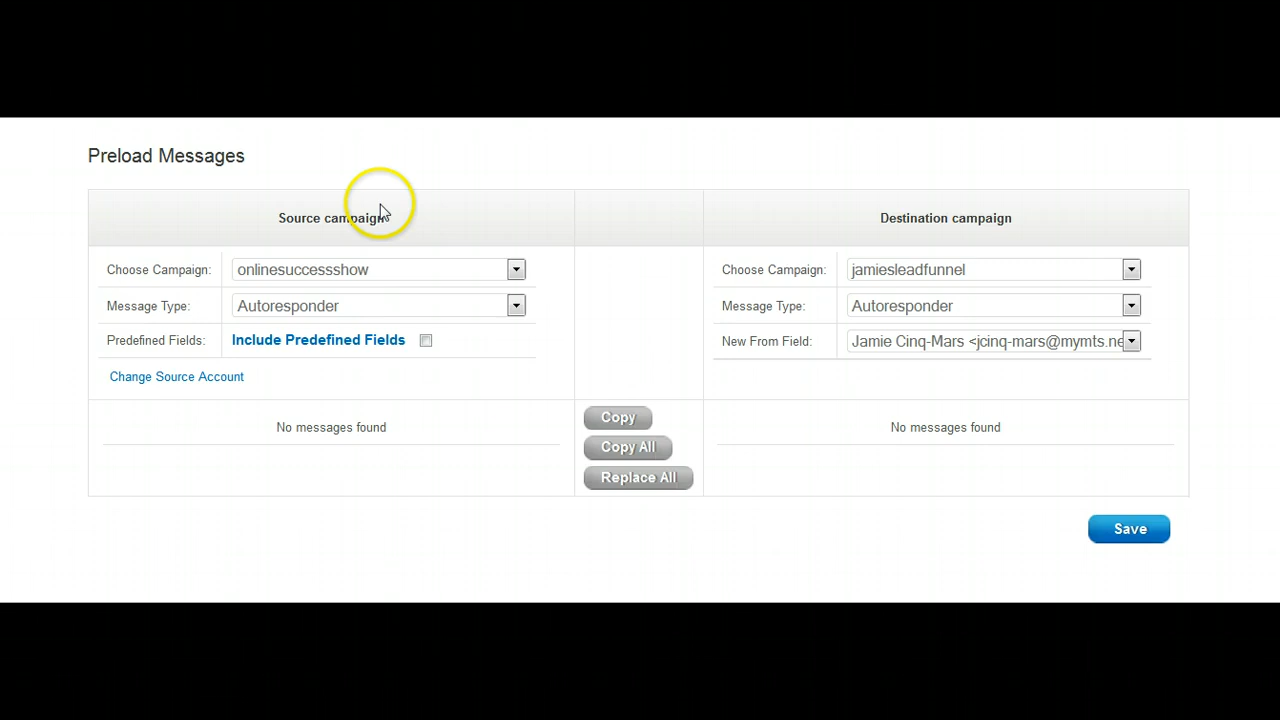 Preload Messages
Source campaign
Destination campaign
Choose Campaign: onlinesuccessshow
Choose Campaign: jamiesleadfunnel
Message Type: Autoresponder
Message Type: Autoresponder
Predefined Fields: Include Predefined Fields
New From Field: Jamie Cinq-Mars <jcinq-mars@mymts.ne
Change Source Account
No messages found
Copy
No messages found
Copy All
Replace All
Save